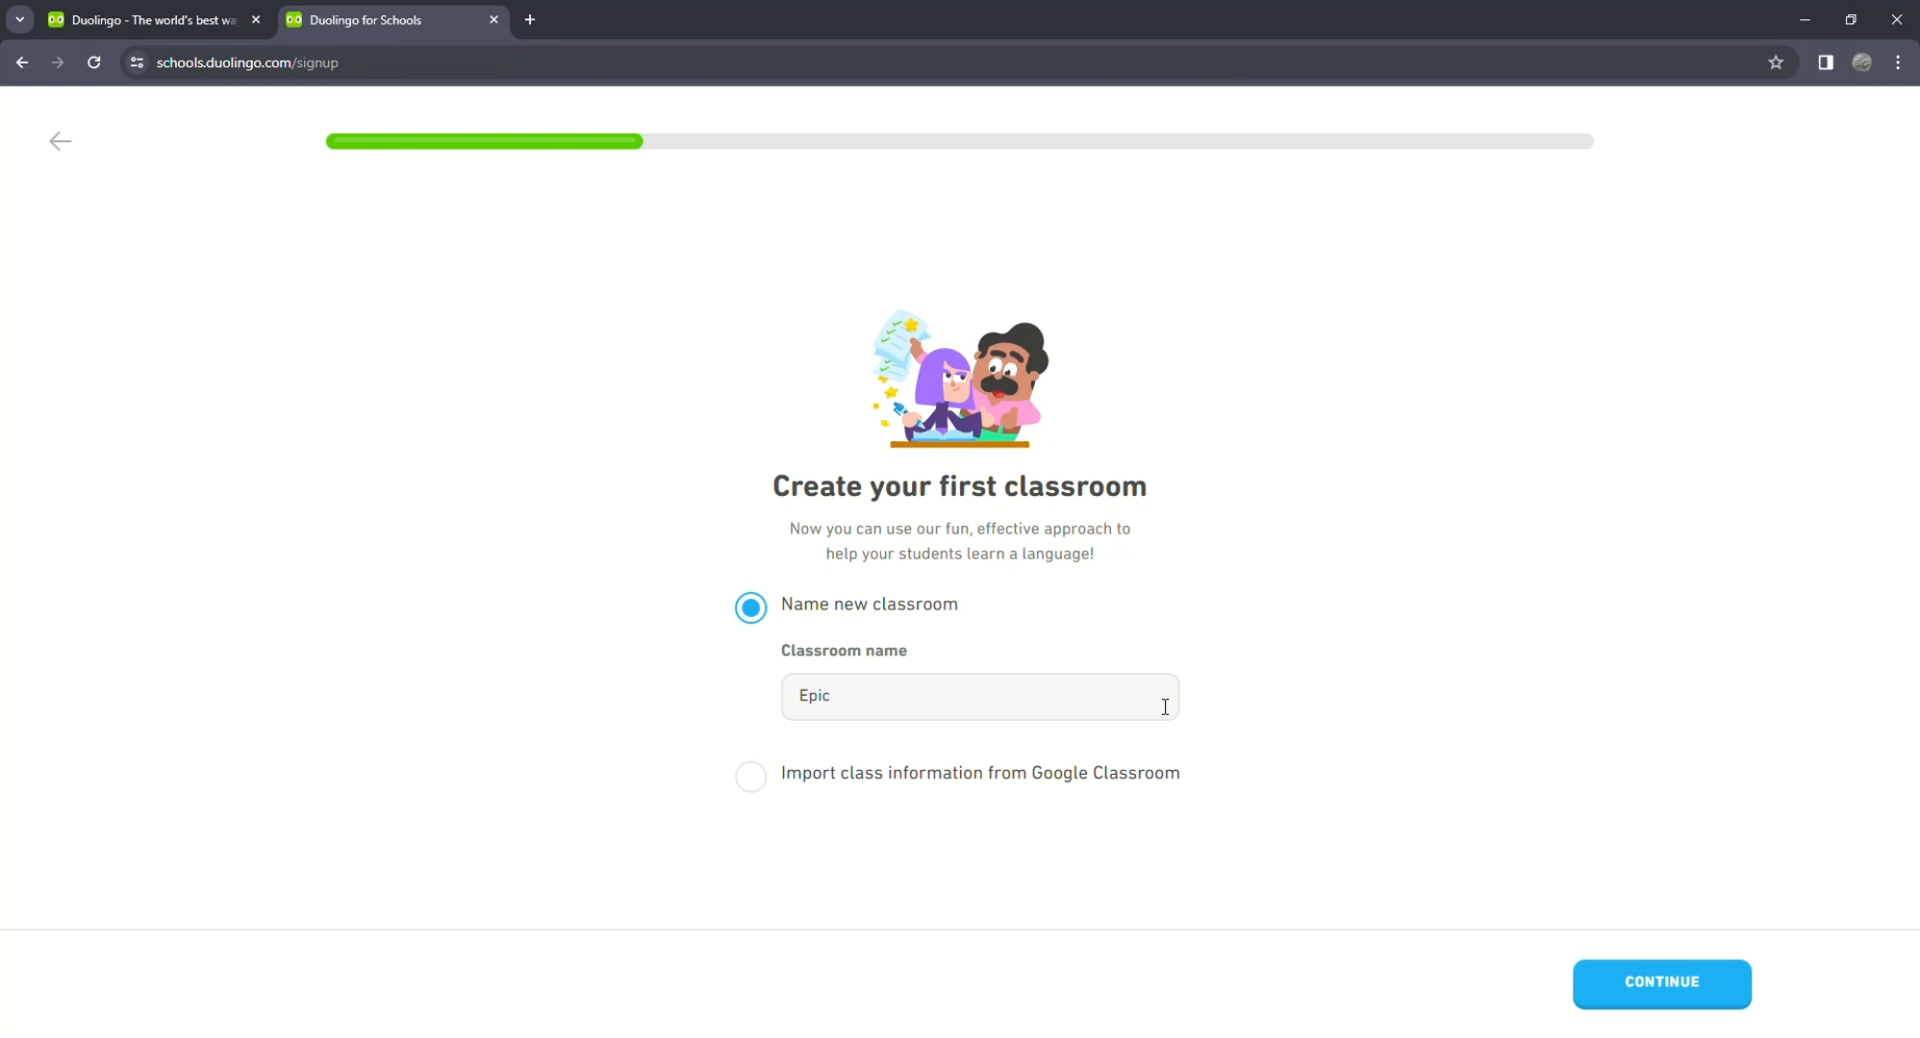 Duolingo - The world's best wa
Duolingo for Schools
schools.duolingo.com/signup
Create your first classroom
Now you can use our fun, effective approach to
help your students learn a language!
Name new classroom
Classroom name
Epic
Import class information from Google Classroom
CONTINUE